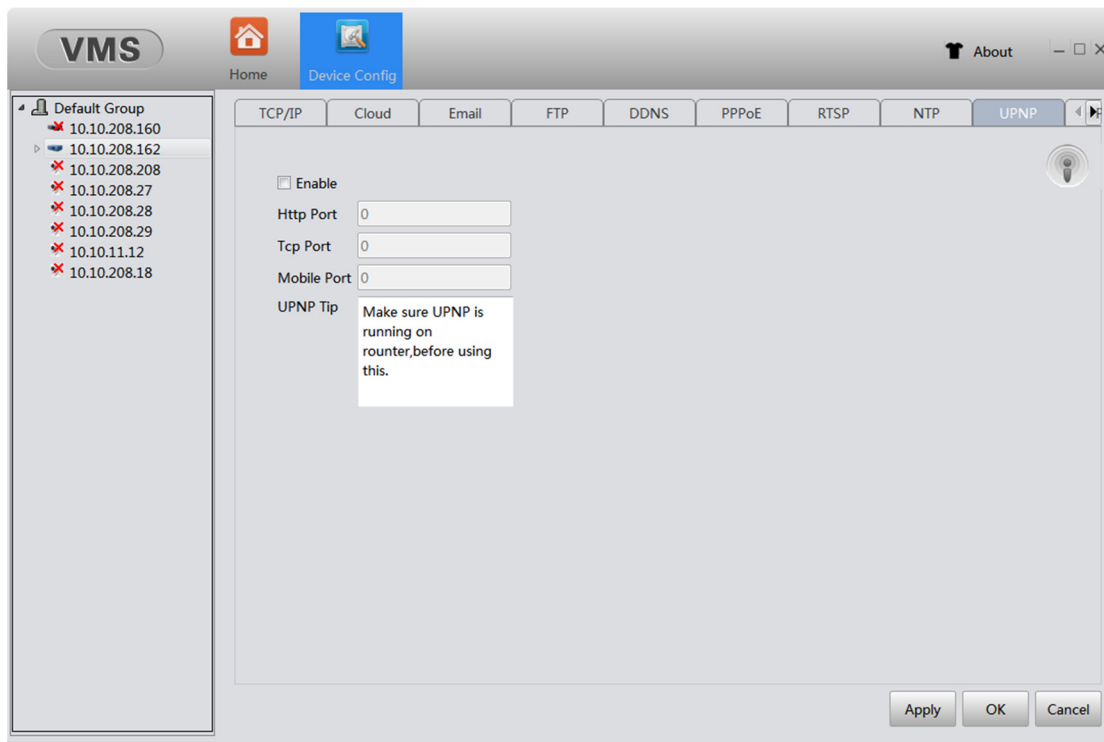 VMS
Home
Device Config
About
Default Group
10.10.208.160
10.10.208.162
10.10.208.208
10.10.208.27
10.10.208.28
10.10.208.29
10.10.11.12
10.10.208.18
TCP/IP
Cloud
Email
FTP
DDNS
PPPoE
RTSP
NTP
UPNP
Enable
Http Port 0
Tcp Port 0
Mobile Port 0
UPNP Tip
Make sure UPNP is
running on
rounter,before using
this.
Apply
OK
Cancel